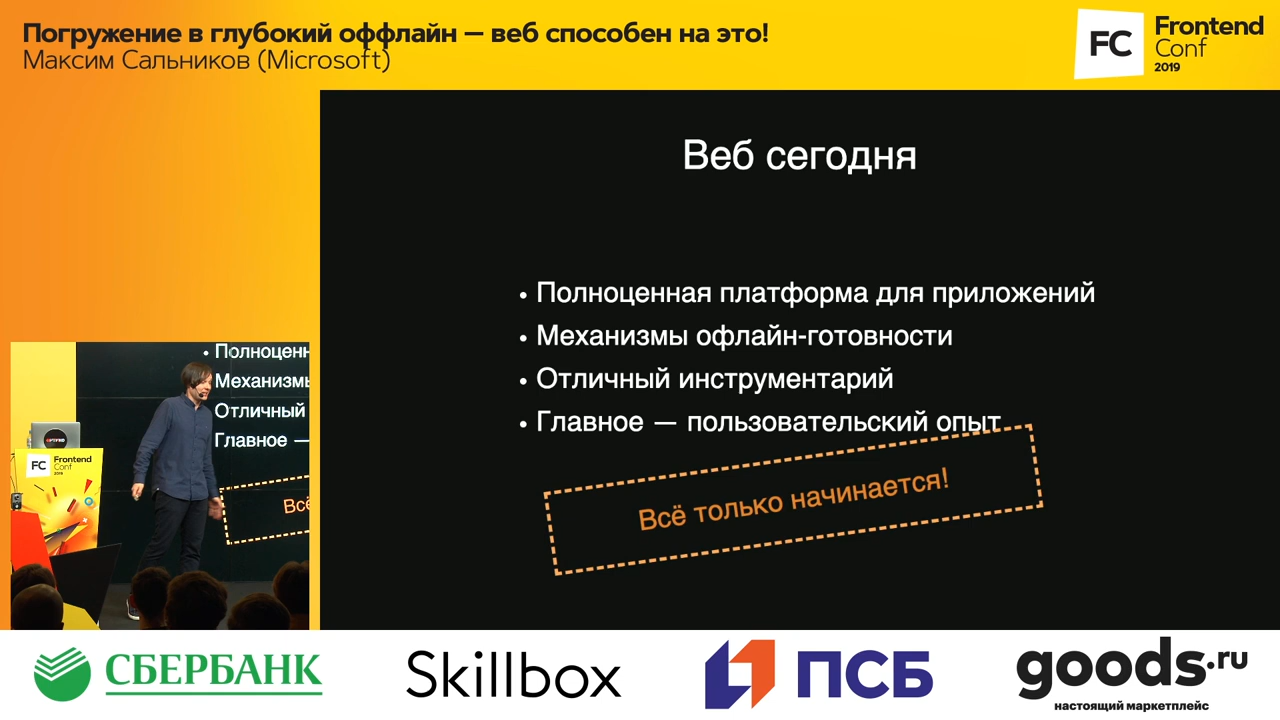 Погружение в глубокий оффлайн — веб способен на это!
Максим Сальников (Microsoft)
FC
Frontend
Conf
2019
Веб сегодня
• Полноценная платформа для приложений
• Механизмы офлайн-готовности
• Отличный инструментарий
• Главное — пользовательский опыт
Всё только начинается!
• Полноценн
Механизмы
Отличный
Главное —
Всё
FC
Frontend
Conf
2019
СБЕРБАНК
Skillbox
ПСБ
goods.ru
настоящий маркетплейс